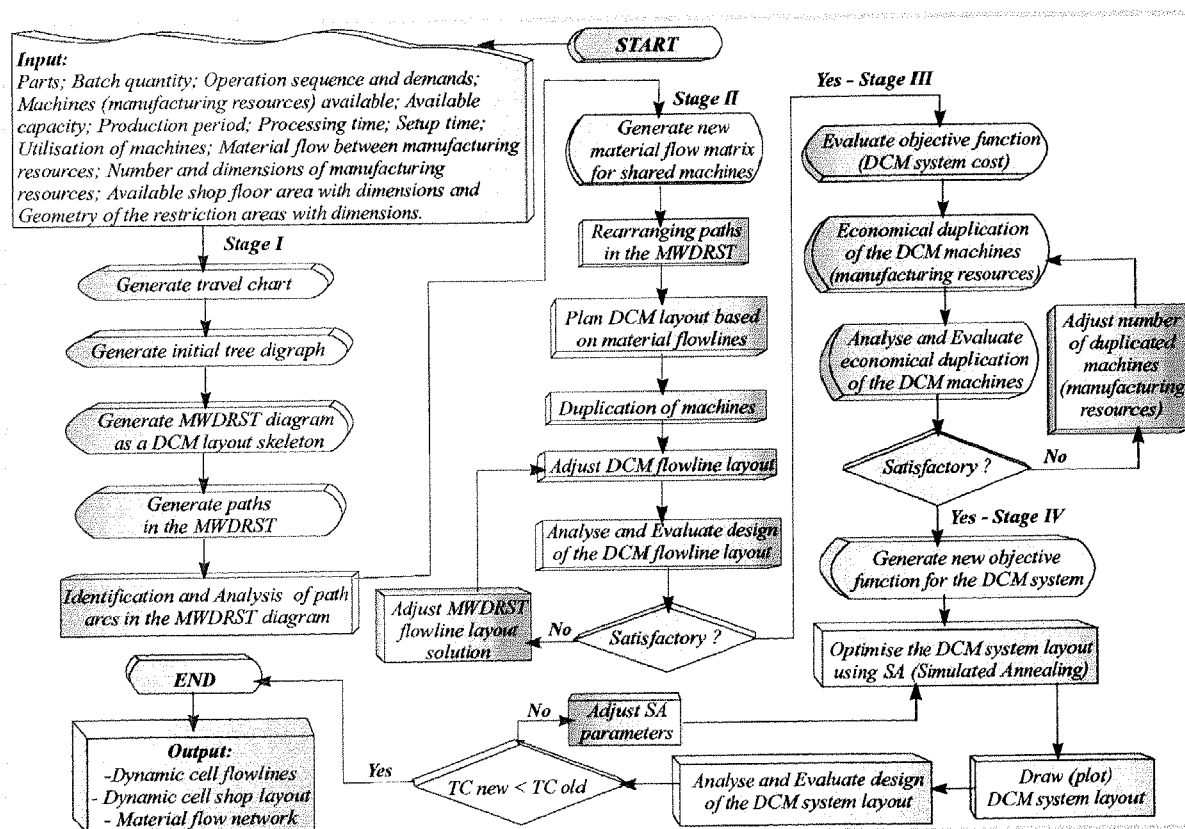 START
Input:
Parts; Batch quantity; Operation sequence and demands;
Machines (manufacturing resources) available; Available
capacity; Production period; Processing time; Setup time;
Utilisation of machines; Material flow between manufacturing
resources; Number and dimensions of manufacturing
resources; Available shop floor area with dimensions and
Geometry of the restriction areas with dimensions.
Stage I
Generate travel chart
Generate initial tree digraph
Generate MWDRST diagram
as a DCM layout skeleton
Generate paths
in the MWDRST
Identification and Analysis of path
arcs in the MWDRST diagram
Stage II
Generate new
material flow matrix
for shared machines
Rearranging paths
in the MWDRST
Plan DCM layout based
on material flowlines
Duplication of machines
Adjust DCM flowline layout
Analyse and Evaluate design
of the DCM flowline layout
Satisfactory ?
No
Adjust MWDRST
flowline layout
solution
Yes - Stage III
Evaluate objective function
(DCM system cost)
Economical duplication
of the DCM machines
(manufacturing resources)
Analyse and Evaluate
economical duplication
of the DCM machines
Satisfactory ?
No
Adjust number
of duplicated
machines
(manufacturing
resources)
Yes - Stage IV
Generate new objective
function for the DCM system
Optimise the DCM system layout
using SA (Simulated Annealing)
Draw (plot)
DCM system layout
Analyse and Evaluate design
of the DCM system layout
TC new < TC old
No
Adjust SA
parameters
Yes
END
Output:
-Dynamic cell flowlines
- Dynamic cell shop layout
- Material flow network